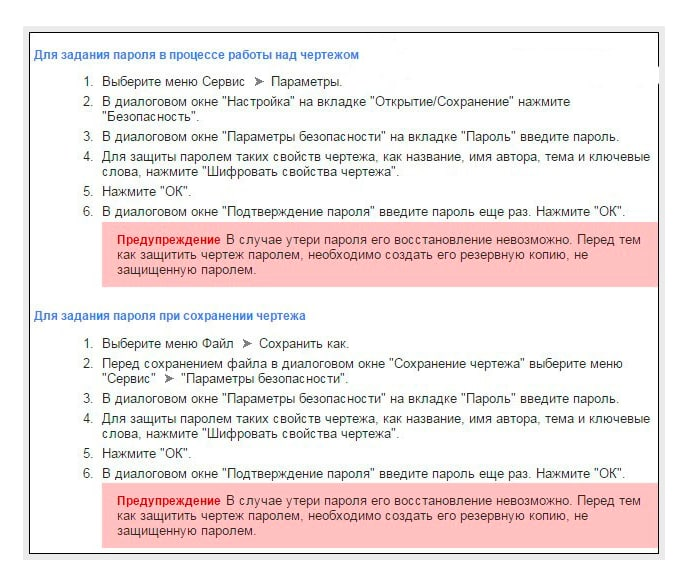 Для задания пароля в процессе работы над чертежом
1. Выберите меню Сервис ➤ Параметры.
2. В диалоговом окне "Настройка" на вкладке "Открытие/Сохранение" нажмите
"Безопасность".
3. В диалоговом окне "Параметры безопасности" на вкладке "Пароль" введите пароль.
4. Для защиты паролем таких свойств чертежа, как название, имя автора, тема и ключевые
слова, нажмите "Шифровать свойства чертежа".
5. Нажмите "ОК".
6. В диалоговом окне "Подтверждение пароля" введите пароль еще раз. Нажмите "ОК".
Предупреждение В случае утери пароля его восстановление невозможно. Перед тем
как защитить чертеж паролем, необходимо создать его резервную копию, не
защищенную паролем.
Для задания пароля при сохранении чертежа
1. Выберите меню Файл ➤ Сохранить как.
2. Перед сохранением файла в диалоговом окне "Сохранение чертежа" выберите меню
"Сервис" ➤ "Параметры безопасности".
3. В диалоговом окне "Параметры безопасности" на вкладке "Пароль" введите пароль.
4. Для защиты паролем таких свойств чертежа, как название, имя автора, тема и ключевые
слова, нажмите "Шифровать свойства чертежа".
5. Нажмите "ОК".
6. В диалоговом окне "Подтверждение пароля" введите пароль еще раз. Нажмите "ОК".
Предупреждение В случае утери пароля его восстановление невозможно. Перед тем
как защитить чертеж паролем, необходимо создать его резервную копию, не
защищенную паролем.